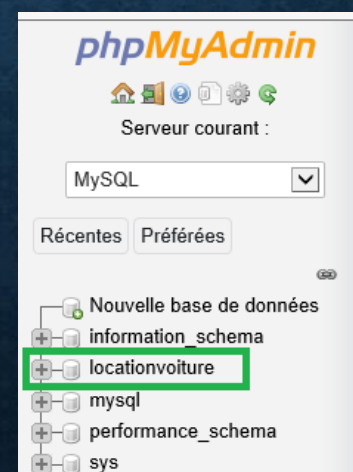 phpMyAdmin
Serveur courant :
MySQL
Récentes Préférées
Nouvelle base de données
information_schema
locationvoiture
mysql
performance_schema
sys